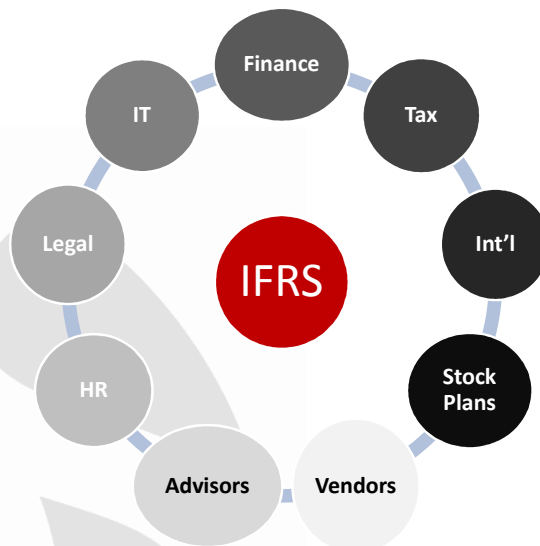 Finance
IT
Tax
Legal
Int'l
IFRS
HR
Stock
Plans
Advisors
Vendors